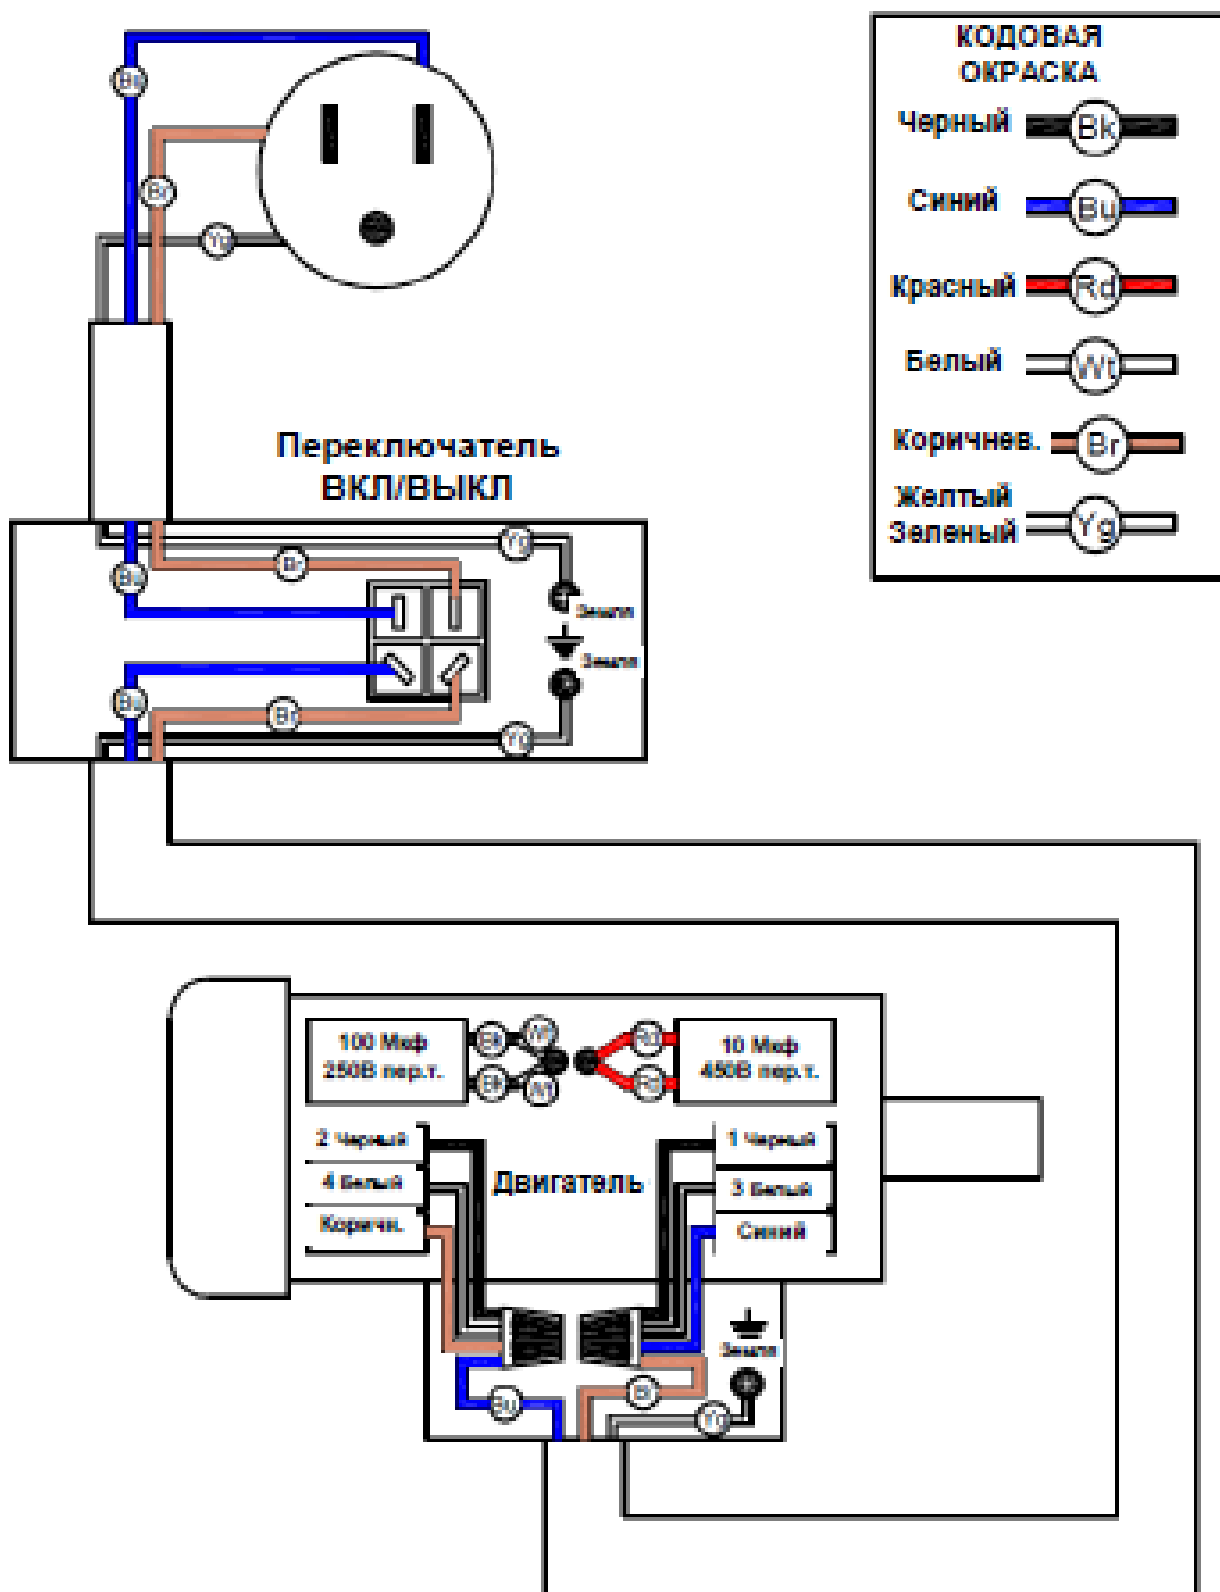 КОДОВАЯ
ОКРАСКА
Черный
Bk
Синий
Bu
Красный
Rd
Белый
Wt
Коричнев.
Br
Желтый
Зеленый
Yg
Bu
Br
Yg
Переключатель
ВКЛ/ВЫКЛ
Yg
Br
Bu
Земля
Земля
Bu
Br
Yg
100 Мкф
250В пер.т.
Bk
Wt
Bk
Wt
Rd
Rd
10 Мкф
450В пер.т.
2 Черный
4 Белый
Коричн.
Двигатель
1 Черный
3 Белый
Синий
Земля
Bu
Br
Yg